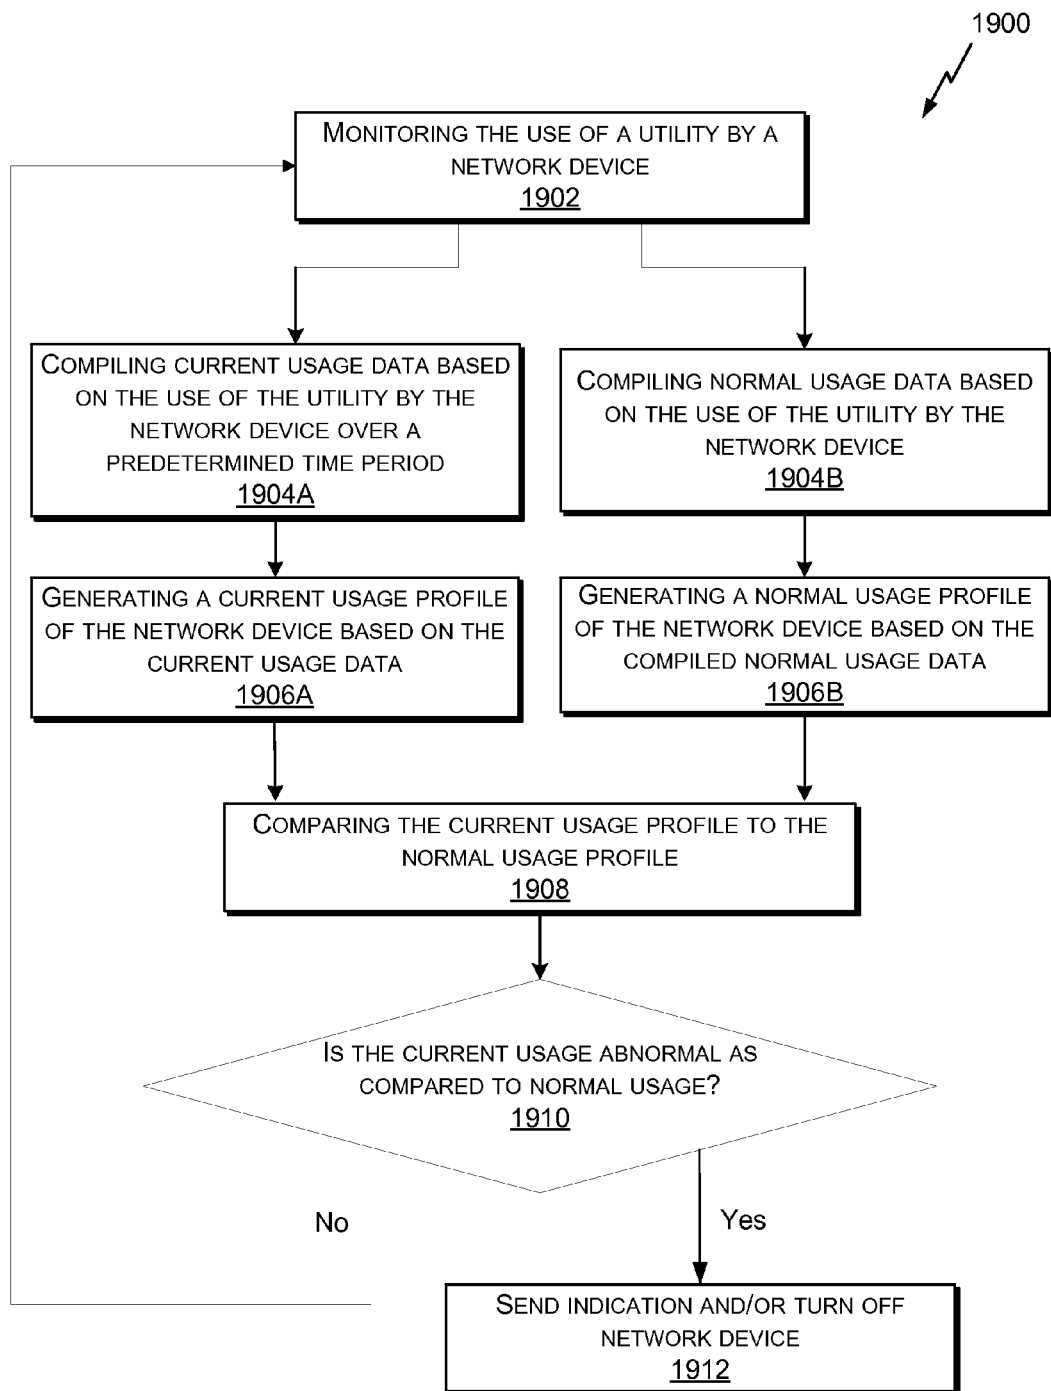 1900
MONITORING THE USE OF A UTILITY BY A
NETWORK DEVICE
1902
COMPILING CURRENT USAGE DATA BASED
ON THE USE OF THE UTILITY BY THE
NETWORK DEVICE OVER A
PREDETERMINED TIME PERIOD
1904A
COMPILING NORMAL USAGE DATA BASED
ON THE USE OF THE UTILITY BY THE
NETWORK DEVICE
1904B
GENERATING A CURRENT USAGE PROFILE
OF THE NETWORK DEVICE BASED ON THE
CURRENT USAGE DATA
1906A
GENERATING A NORMAL USAGE PROFILE
OF THE NETWORK DEVICE BASED ON THE
COMPILED NORMAL USAGE DATA
1906B
COMPARING THE CURRENT USAGE PROFILE TO THE
NORMAL USAGE PROFILE
1908
IS THE CURRENT USAGE ABNORMAL AS
COMPARED TO NORMAL USAGE?
1910
No
Yes
SEND INDICATION AND/OR TURN OFF
NETWORK DEVICE
1912